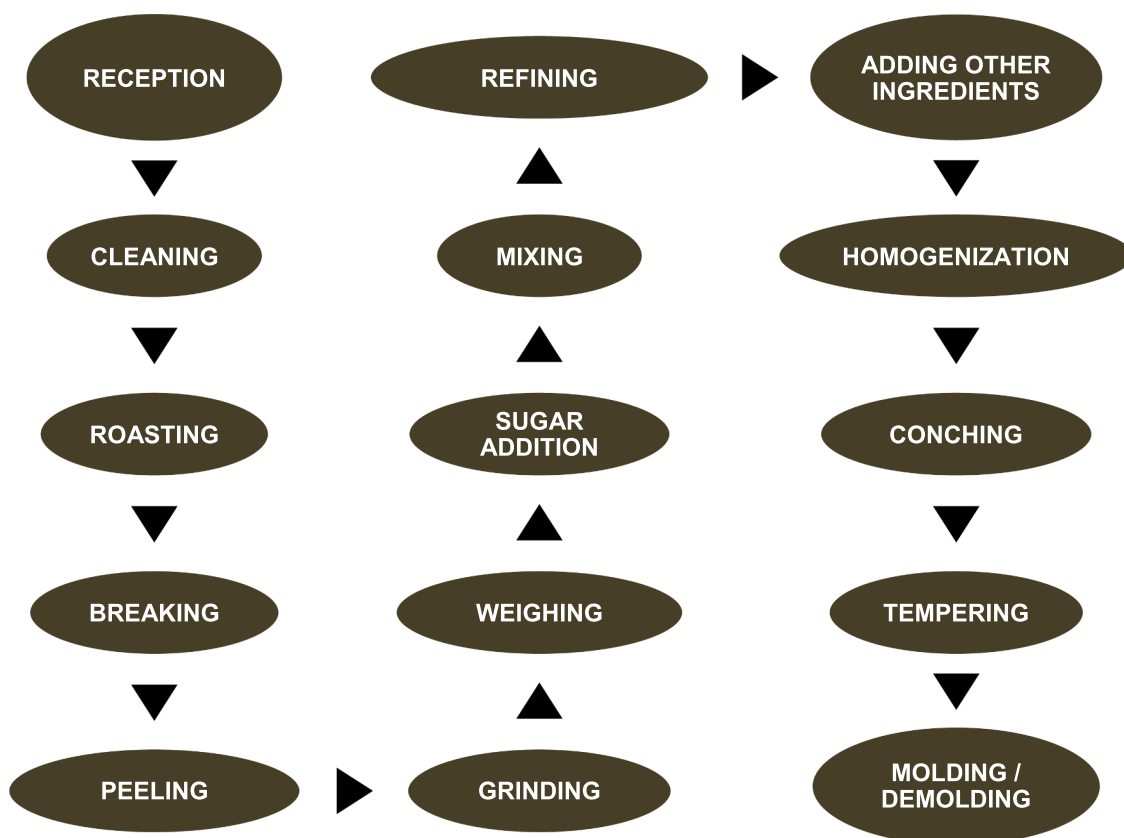 RECEPTION
CLEANING
ROASTING
BREAKING
PEELING
GRINDING
WEIGHING
SUGAR
ADDITION
MIXING
REFINING
ADDING OTHER
INGREDIENTS
HOMOGENIZATION
CONCHING
TEMPERING
MOLDING /
DEMOLDING